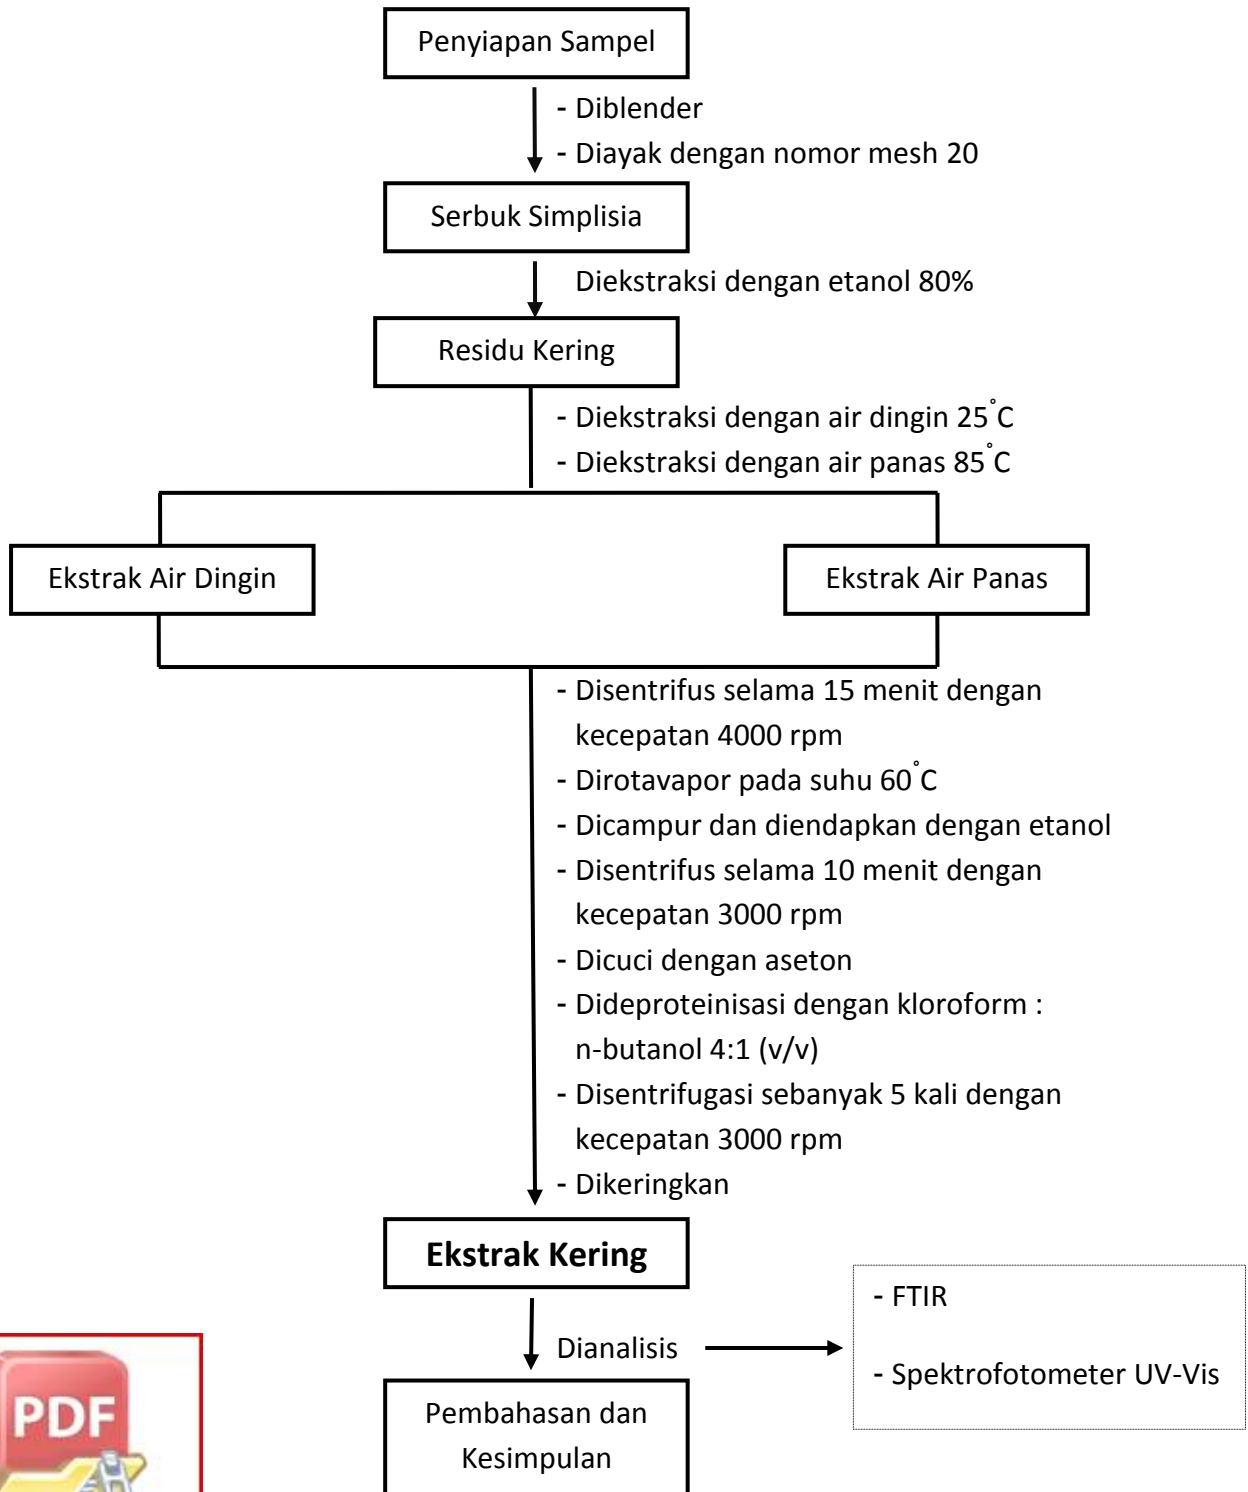 Penyiapan Sampel
- Diblender
- Diayak dengan nomor mesh 20
Serbuk Simplisia
Diekstraksi dengan etanol 80%
Residu Kering
- Diekstraksi dengan air dingin 25°C
- Diekstraksi dengan air panas 85°C
Ekstrak Air Dingin
Ekstrak Air Panas
- Disentrifus selama 15 menit dengan
kecepatan 4000 rpm
- Dirotavapor pada suhu 60°C
- Dicampur dan diendapkan dengan etanol
- Disentrifus selama 10 menit dengan
kecepatan 3000 rpm
- Dicuci dengan aseton
- Dideproteinisasi dengan kloroform :
n-butanol 4:1 (v/v)
- Disentrifugasi sebanyak 5 kali dengan
kecepatan 3000 rpm
- Dikeringkan
Ekstrak Kering
Dianalisis
- FTIR
- Spektrofotometer UV-Vis
Pembahasan dan
Kesimpulan
PDF